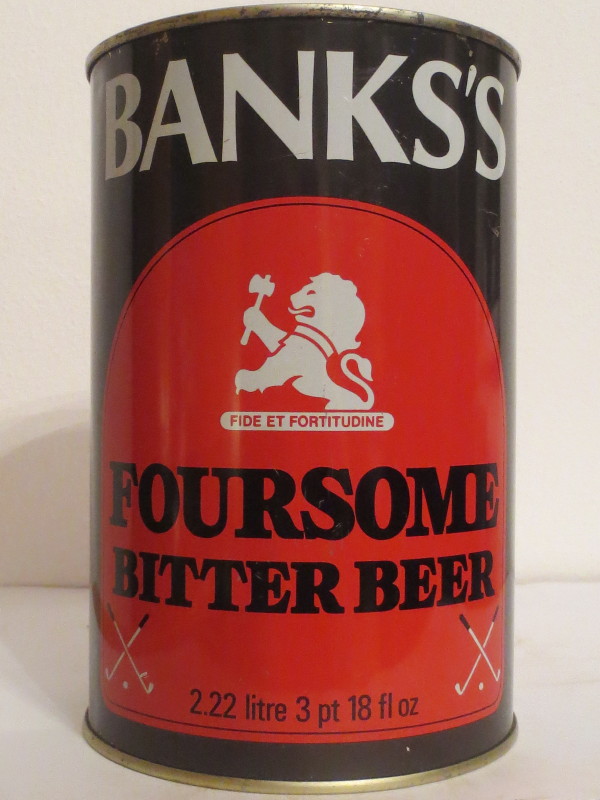 BANKS'S
FIDE ET FORTITUDINE
FOURSOME
BITTER BEER
2.22 litre 3 pt 18 fl oz